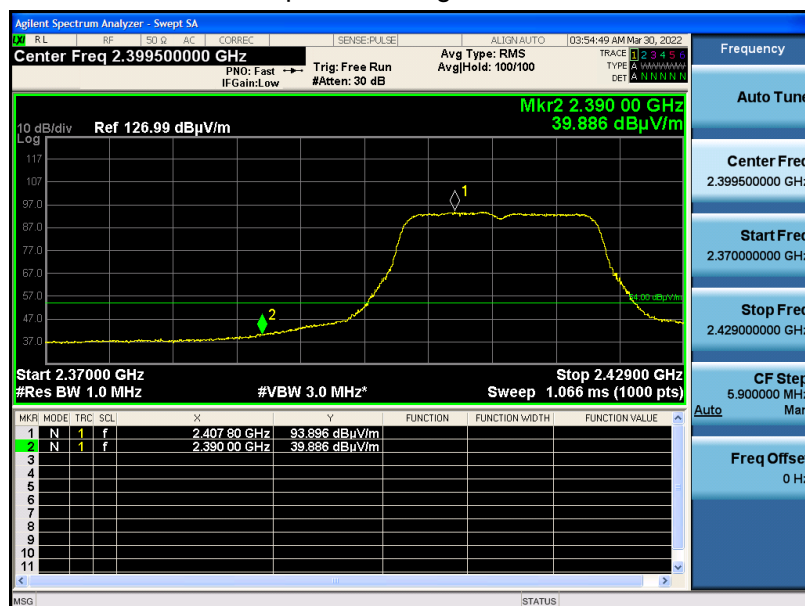 Agilent Spectrum Analyzer - Swept SA
LXI RL RF 50 Ω AC CORREC SENSE:PULSE ALIGNAUTO 03:54:49 AM Mar 30, 2022
Center Freq 2.399500000 GHz
PNO: Fast
IFGain:Low
Trig: Free Run
#Atten: 30 dB
Avg Type: RMS
Avg|Hold: 100/100
TRACE 1 2 3 4 5 6
TYPE A WWWWW
DET A N N N N N
Mkr2 2.390 00 GHz
39.886 dBμV/m
10 dB/div Ref 126.99 dBμV/m
Log
117
107
97.0
87.0
77.0
67.0
57.0
47.0
37.0
1
2
54.00 dBμV/m
Start 2.37000 GHz Stop 2.42900 GHz
#Res BW 1.0 MHz #VBW 3.0 MHz* Sweep 1.066 ms (1000 pts)
MKR MODE TRC SCL X Y FUNCTION FUNCTION WIDTH FUNCTION VALUE
1 N 1 f 2.407 80 GHz 93.896 dBμV/m
2 N 1 f 2.390 00 GHz 39.886 dBμV/m
3
4
5
6
7
8
9
10
11
MSG STATUS
Frequency
Auto Tune
Center Freq
2.399500000 GHz
Start Freq
2.370000000 GHz
Stop Freq
2.429000000 GHz
CF Step
5.900000 MHz
Auto Man
Freq Offset
0 Hz